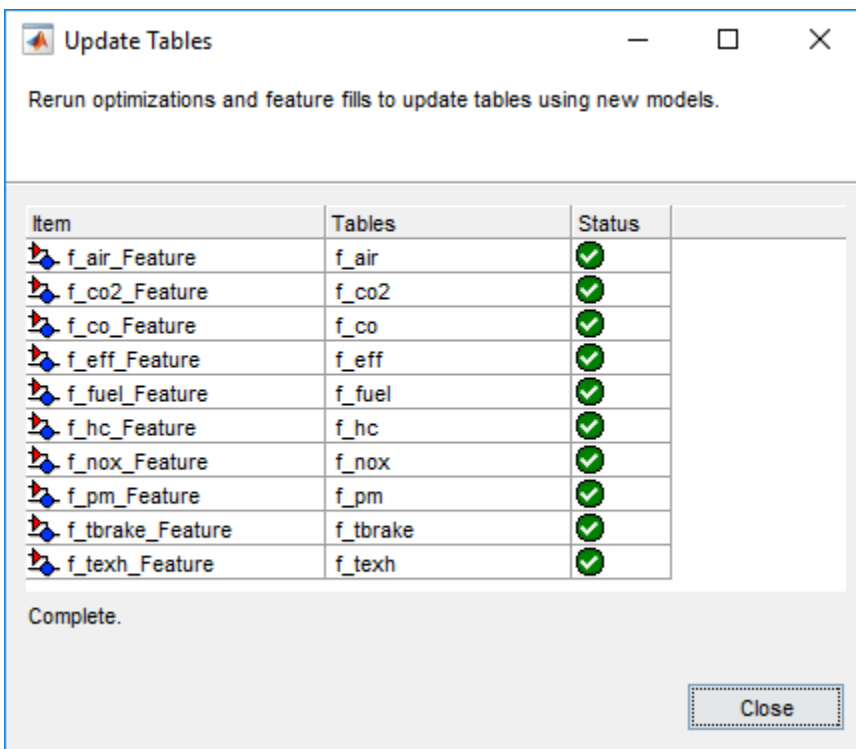 Update Tables
Rerun optimizations and feature fills to update tables using new models.
Item Tables Status
f_air_Feature f_air
f_co2_Feature f_co2
f_co_Feature f_co
f_eff_Feature f_eff
f_fuel_Feature f_fuel
f_hc_Feature f_hc
f_nox_Feature f_nox
f_pm_Feature f_pm
f_tbrake_Feature f_tbrake
f_texh_Feature f_texh
Complete.
Close